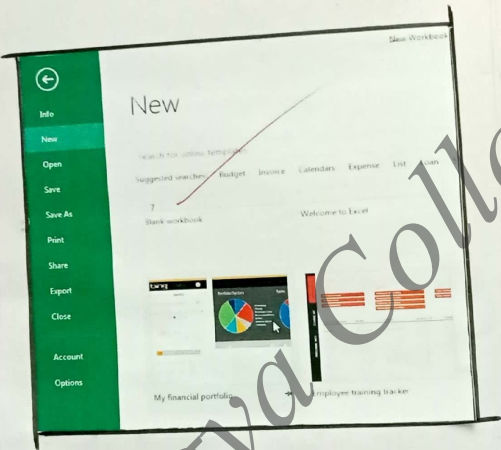 New Workbook
Info
New
Open
Save
Save As
Print
Share
Export
Close
Account
Options
New
Search for online templates
Suggested searches: Budget Invoice Calendars Expense List Loan
7
Blank workbook
Welcome to Excel
My financial portfolio
Employee training tracker